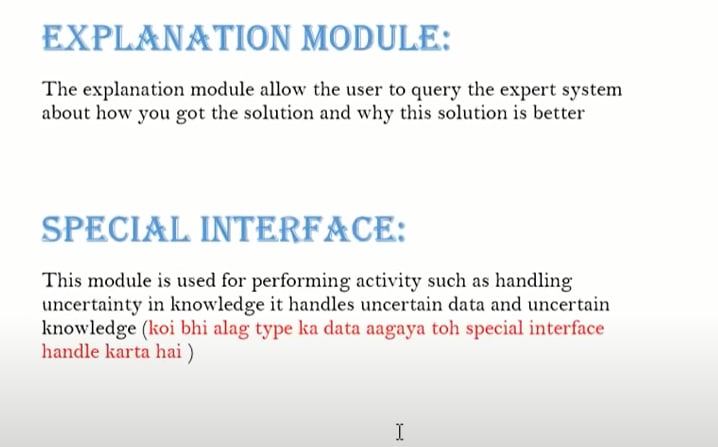 EXPLANATION MODULE:
The explanation module allow the user to query the expert system
about how you got the solution and why this solution is better
SPECIAL INTERFACE:
This module is used for performing activity such as handling
uncertainty in knowledge it handles uncertain data and uncertain
knowledge (koi bhi alag type ka data aagaya toh special interface
handle karta hai )